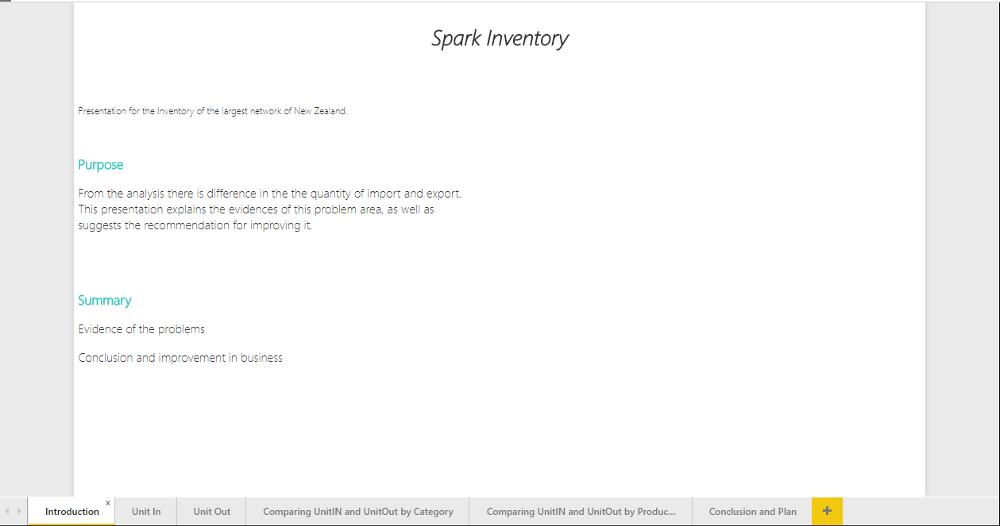 Spark Inventory
Presentation for the Inventory of the largest network of New Zealand.
Purpose
From the analysis there is difference in the the quantity of import and export.
This presentation explains the evidences of this problem area, as well as
suggests the recommendation for improving it.
Summary
Evidence of the problems
Conclusion and improvement in business
Introduction x Unit In Unit Out Comparing UnitIN and UnitOut by Category Comparing UnitIN and UnitOut by Produc... Conclusion and Plan +